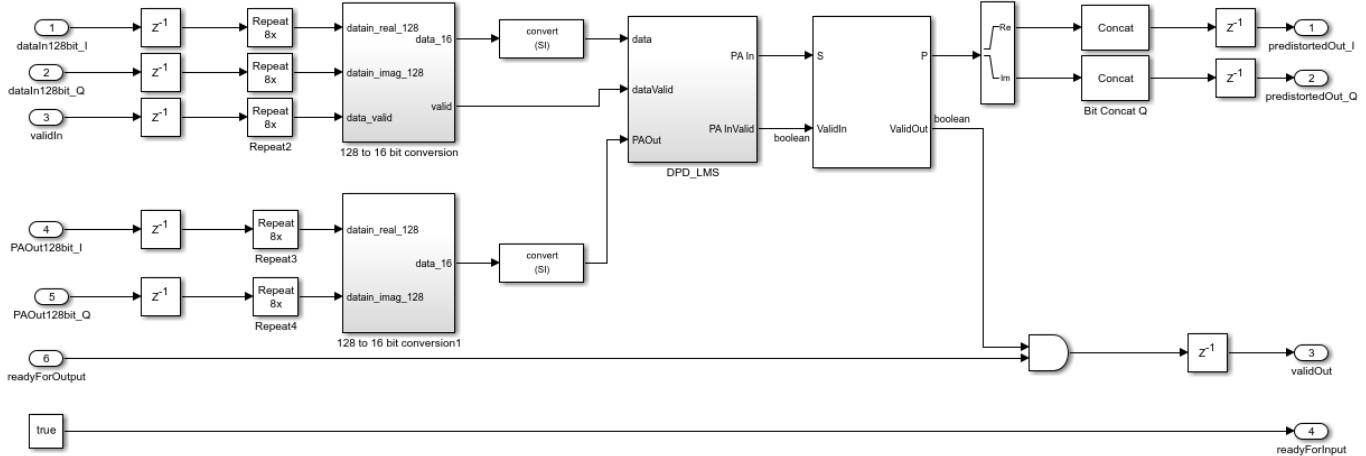 1
dataIn128bit_I
Z-1
Repeat
8x
datain_real_128
data_16
convert
(SI)
data
PA In
S
P
Re
Concat
Z-1
1
predistortedOut_I
2
dataIn128bit_Q
Z-1
Repeat
8x
datain_imag_128
dataValid
Im
Concat
Bit Concat Q
Z-1
2
predistortedOut_Q
3
validIn
Z-1
Repeat
8x
Repeat2
data_valid
valid
128 to 16 bit conversion
PAOut
PA InValid
DPD_LMS
boolean
ValidIn
ValidOut
boolean
4
PAOut128bit_I
Z-1
Repeat
8x
Repeat3
datain_real_128
data_16
convert
(SI)
5
PAOut128bit_Q
Z-1
Repeat
8x
Repeat4
datain_imag_128
128 to 16 bit conversion1
6
readyForOutput
Z-1
3
validOut
true
4
readyForInput